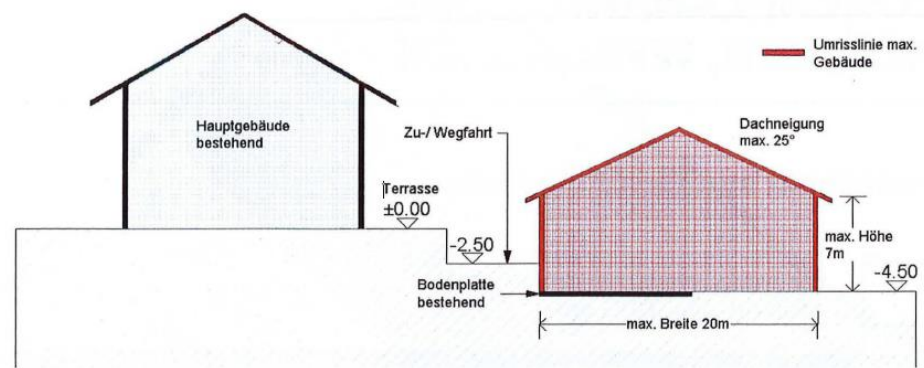 Umrisslinie max.
Gebäude
Hauptgebäude
bestehend
Zu-/ Wegfahrt
Dachneigung
max. 25°
Terrasse
±0.00
-2.50
max. Höhe
7m
-4.50
Bodenplatte
bestehend
max. Breite 20m